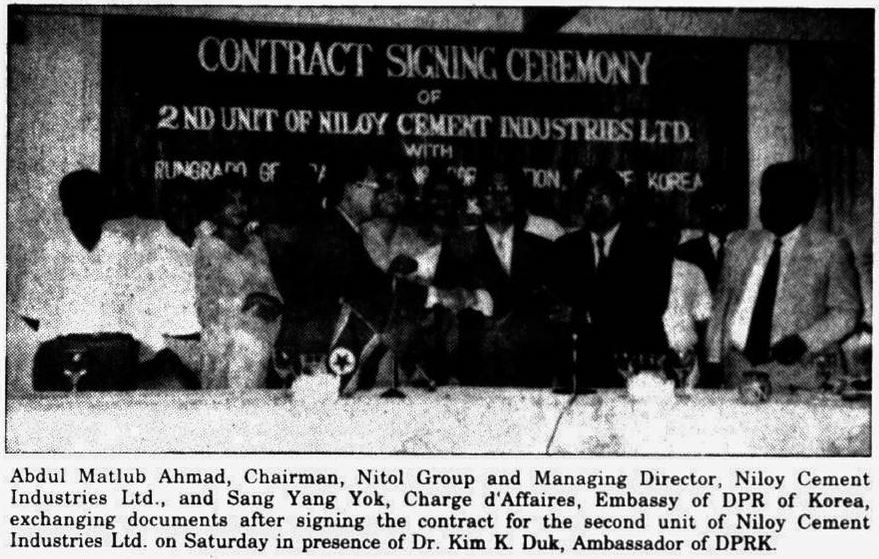 CONTRACT SIGNING CEREMONY
OF
2ND UNIT OF NILOY CEMENT INDUSTRIES LTD.
WITH
RUNGRADO KOREA
Abdul Matlub Ahmad, Chairman, Nitol Group and Managing Director, Niloy Cement
Industries Ltd., and Sang Yang Yok, Charge d'Affaires, Embassy of DPR of Korea,
exchanging documents after signing the contract for the second unit of Niloy Cement
Industries Ltd. on Saturday in presence of Dr. Kim K. Duk, Ambassador of DPRK.